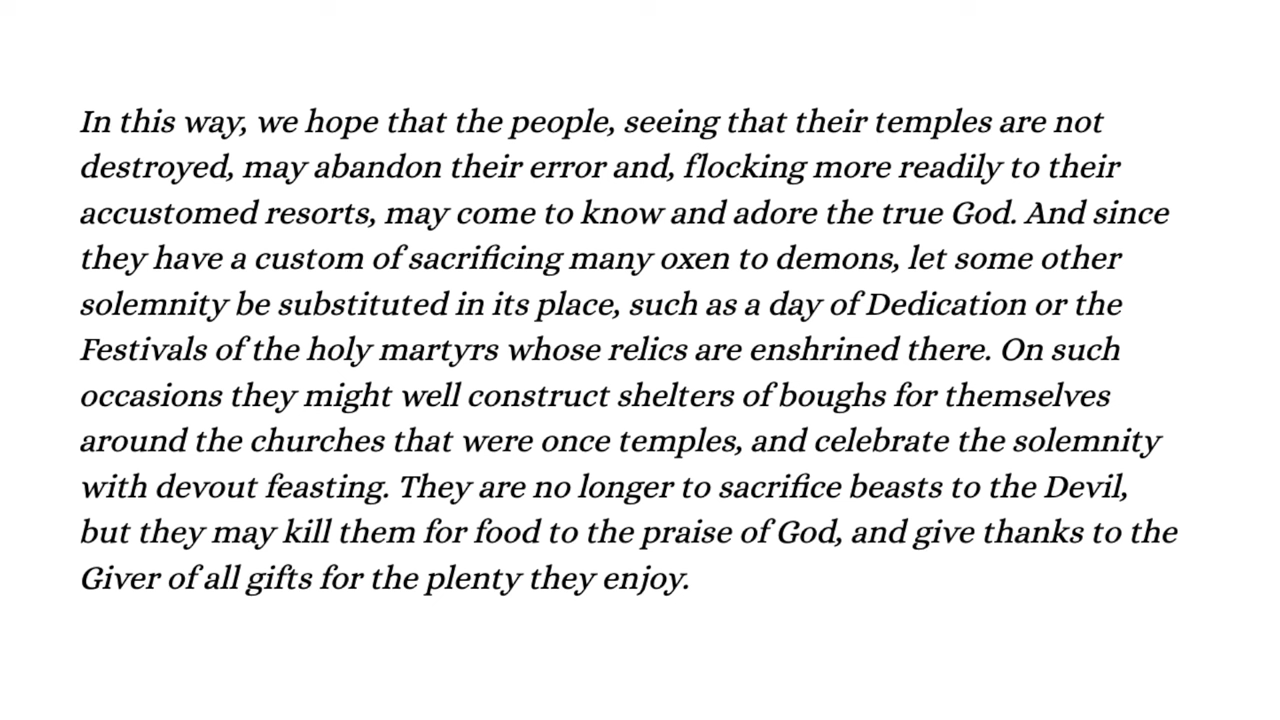 In this way, we hope that the people, seeing that their temples are not
destroyed, may abandon their error and, flocking more readily to their
accustomed resorts, may come to know and adore the true God. And since
they have a custom of sacrificing many oxen to demons, let some other
solemnity be substituted in its place, such as a day of Dedication or the
Festivals of the holy martyrs whose relics are enshrined there. On such
occasions they might well construct shelters of boughs for themselves
around the churches that were once temples, and celebrate the solemnity
with devout feasting. They are no longer to sacrifice beasts to the Devil,
but they may kill them for food to the praise of God, and give thanks to the
Giver of all gifts for the plenty they enjoy.